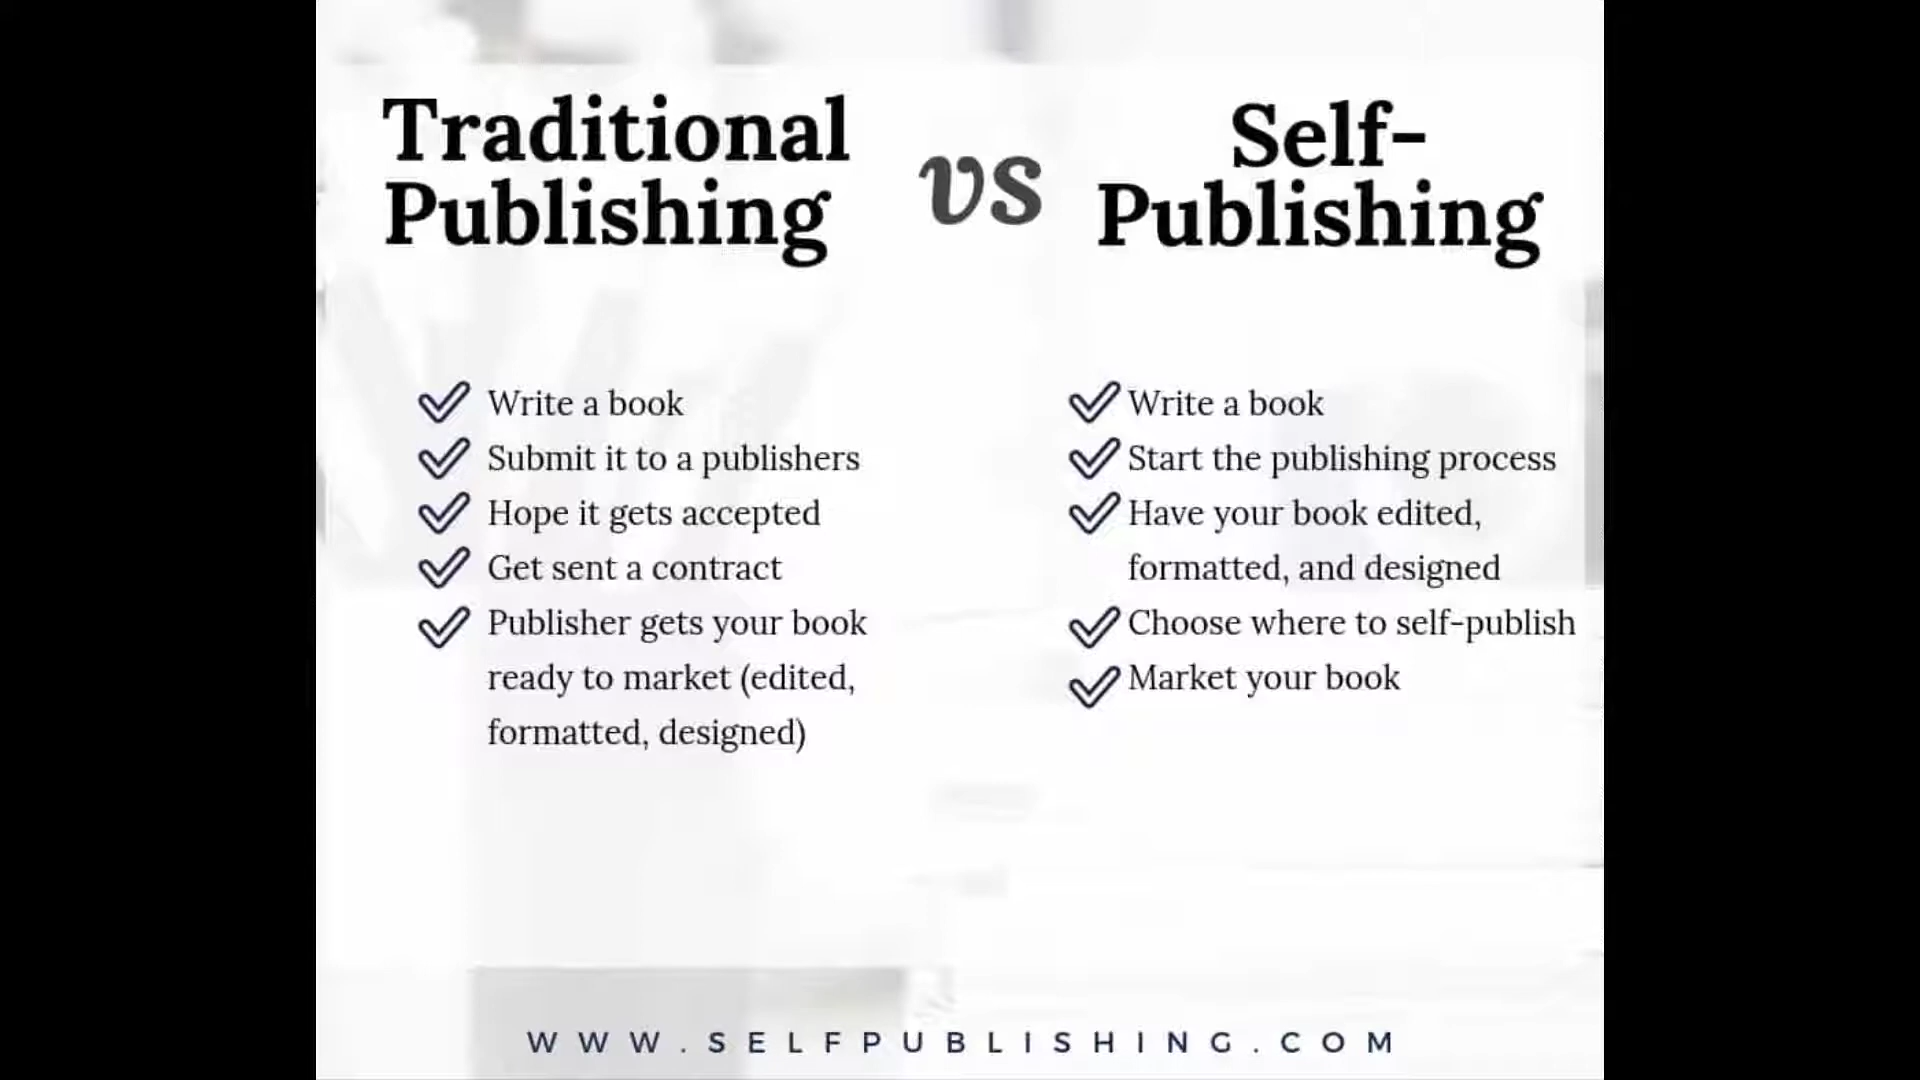 Traditional
Publishing
vs
Self-
Publishing
Write a book
Submit it to a publishers
Hope it gets accepted
Get sent a contract
Publisher gets your book
ready to market (edited,
formatted, designed)
Write a book
Start the publishing process
Have your book edited,
formatted, and designed
Choose where to self-publish
Market your book
WWW.SELFPUBLISHING.COM